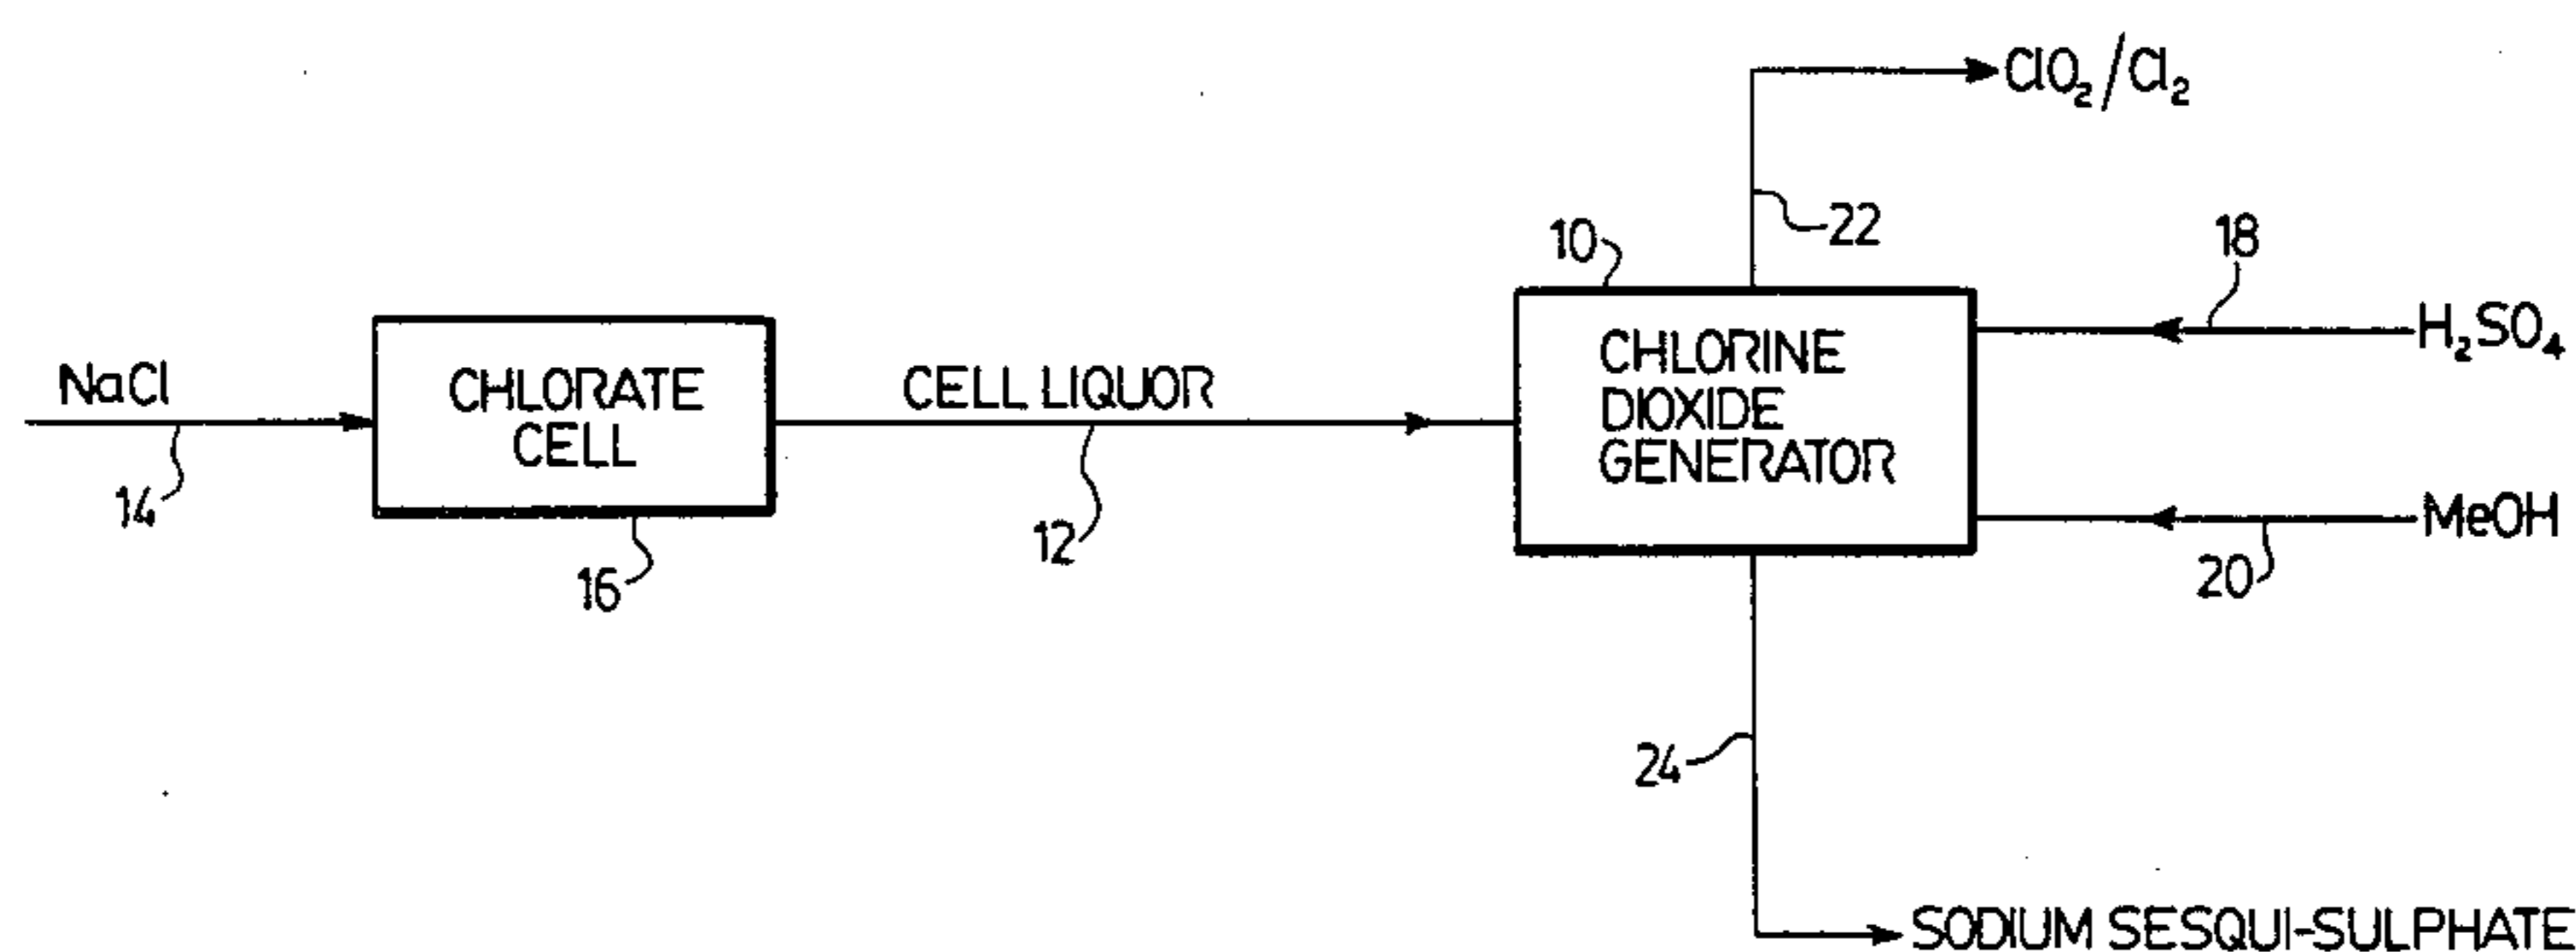 ClO₂/Cl₂
22
10
18
H₂SO₄
CHLORINE
DIOXIDE
GENERATOR
NaCl
CHLORATE
CELL
CELL LIQUOR
14
16
12
MeOH
20
24
SODIUM SESQUI-SULPHATE